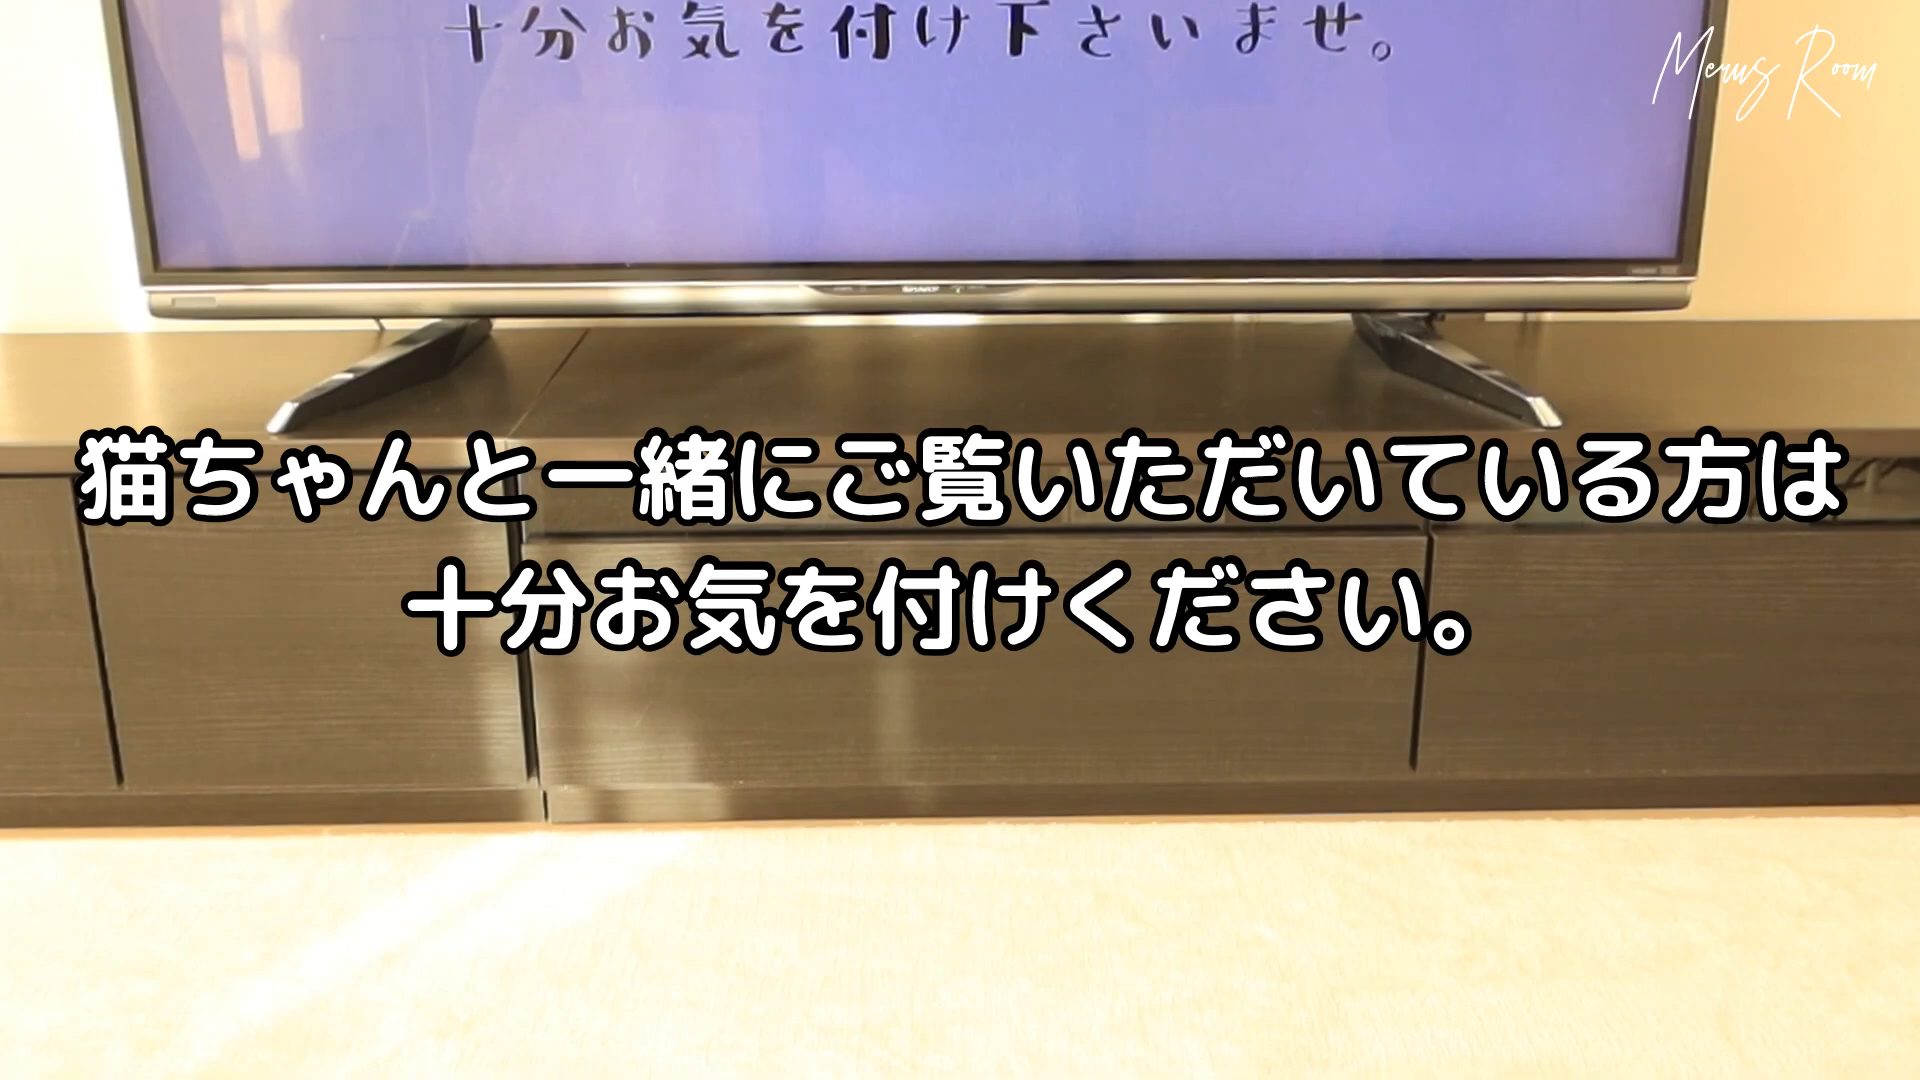 十分お気を付け下さいませ。
Merus Room
SHARP
猫ちゃんと一緒にご覧いただいている方は
十分お気を付けください。